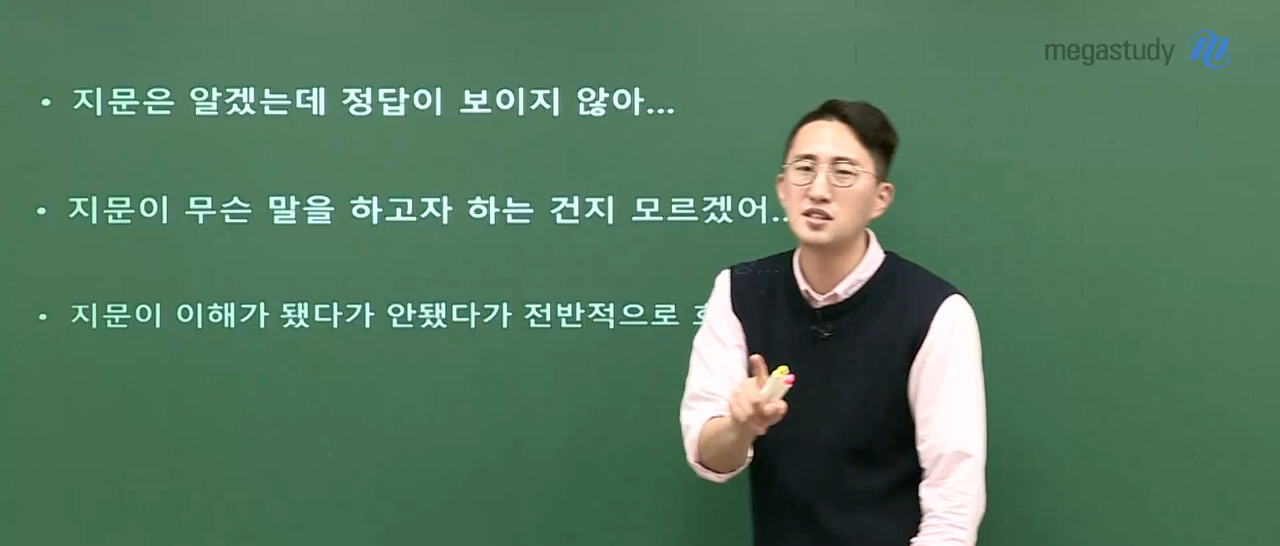 megastudy
• 지문은 알겠는데 정답이 보이지 않아...
• 지문이 무슨 말을 하고자 하는 건지 모르겠어..
• 지문이 이해가 됐다가 안됐다가 전반적으로